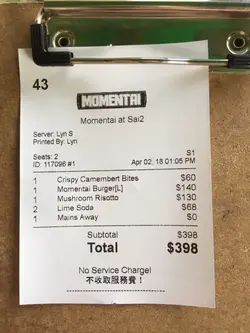 43
MOMENTAI
Momentai at Sai2
Server: Lyn S
Printed By: Lyn
Seats: 2 S1
ID: 117096 #1 Apr 02, 18 01:05 PM
1 Crispy Camembert Bites $60
1 Momentai Burger[L] $140
1 Mushroom Risotto $130
2 Lime Soda $68
1 Mains Away $0
Subtotal $398
Total $398
No Service Charge!
不收取服務費！